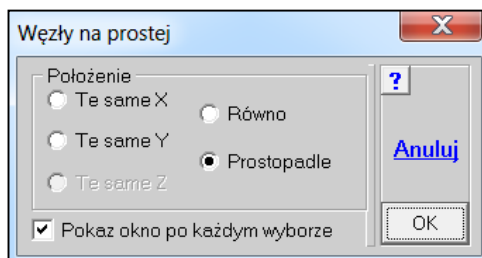 Węzły na prostej
X
Położenie
Te same X
Te same Y
Te same Z
Równo
Prostopadle
Pokaz okno po każdym wyborze
?
Anuluj
OK